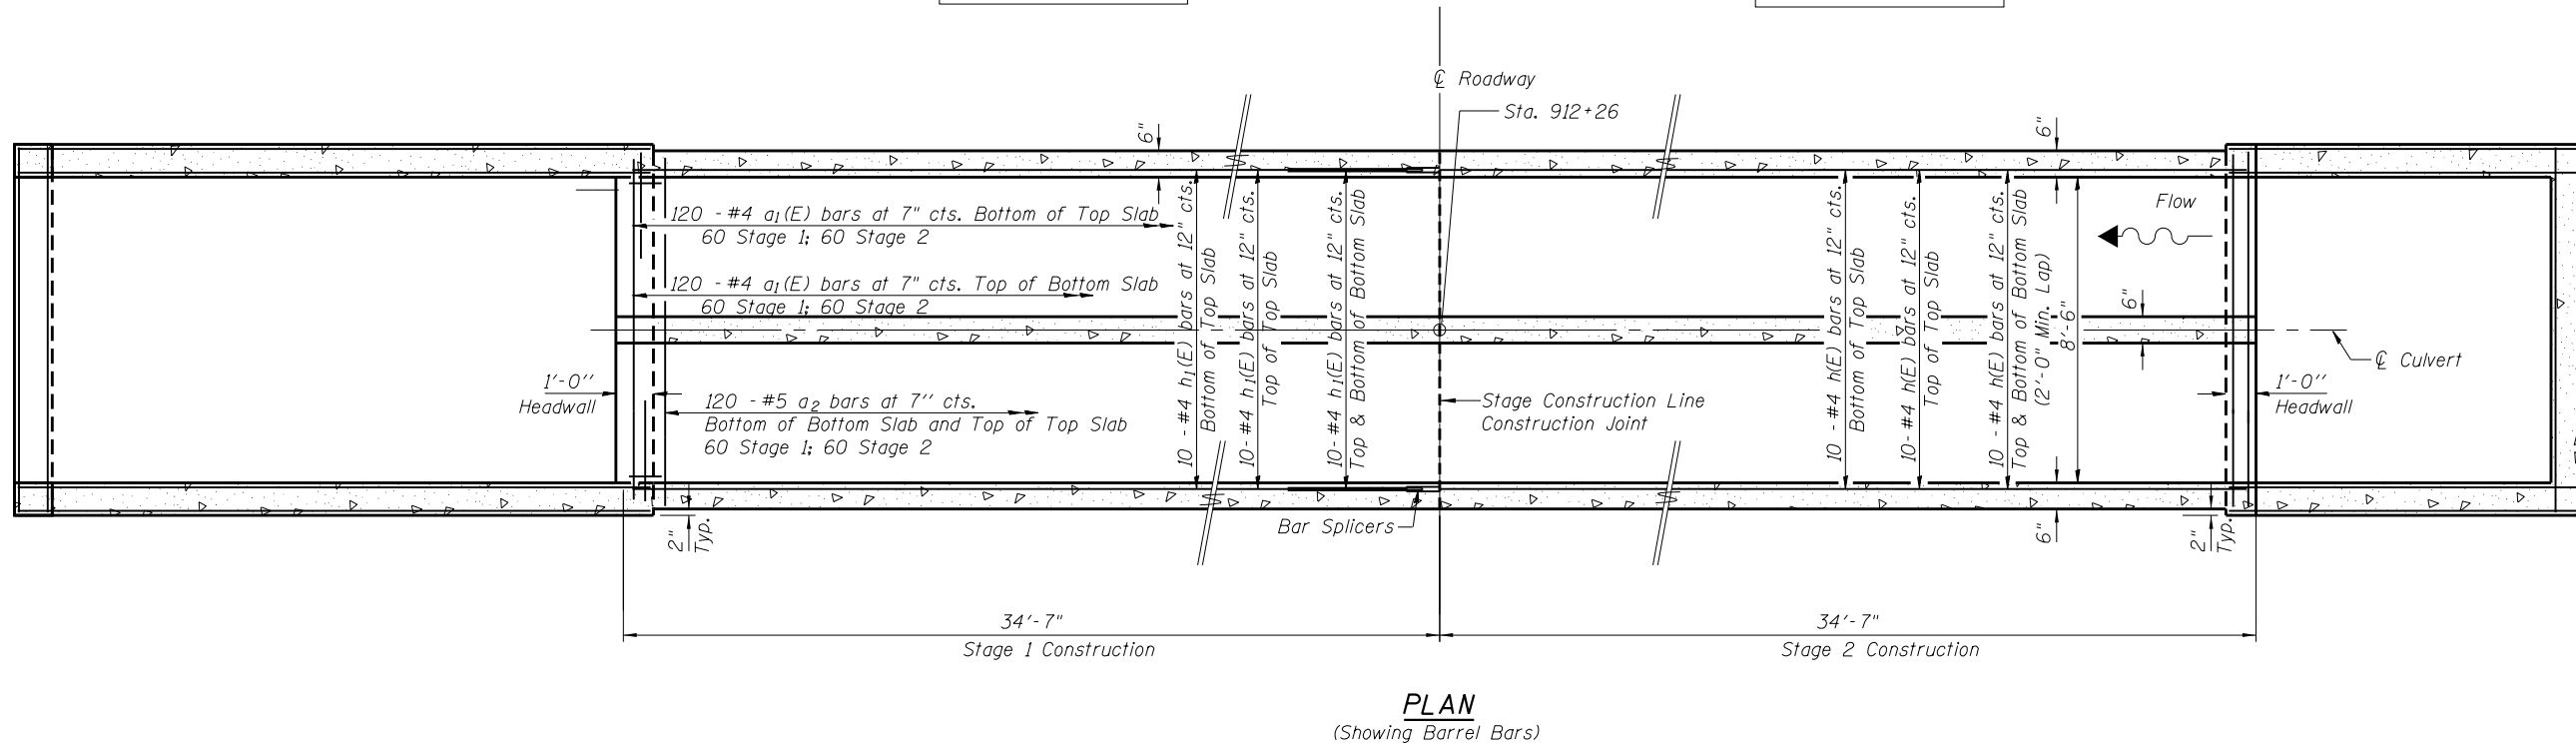 ℄ Roadway
Sta. 912+26
6"
6"
Flow
120 -#4 a₁(E) bars at 7" cts. Bottom of Top Slab
60 Stage 1; 60 Stage 2
120 -#4 a₁(E) bars at 7" cts. Top of Bottom Slab
60 Stage 1; 60 Stage 2
120 -#5 a₂ bars at 7'' cts.
Bottom of Bottom Slab and Top of Top Slab
60 Stage 1; 60 Stage 2
1'-0''
Headwall
10 -#4 h₁(E) bars at 12" cts.
Bottom of Top Slab
10-#4 h₁(E) bars at 12" cts.
Top of Top Slab
10-#4 h₁(E) bars at 12" cts.
Top & Bottom of Bottom Slab
Stage Construction Line
Construction Joint
10 -#4 h(E) bars at 12" cts.
Bottom of Top Slab
10-#4 h(E) bars at 12" cts.
Top of Top Slab
10 -#4 h(E) bars at 12" cts.
Top & Bottom of Bottom Slab
(2'-0" Min. Lap)
8'-6"
6"
℄ Culvert
1'-0''
Headwall
Bar Splicers
2"
Typ.
6"
2"
Typ.
34'-7"
Stage 1 Construction
34'-7"
Stage 2 Construction
PLAN
(Showing Barrel Bars)